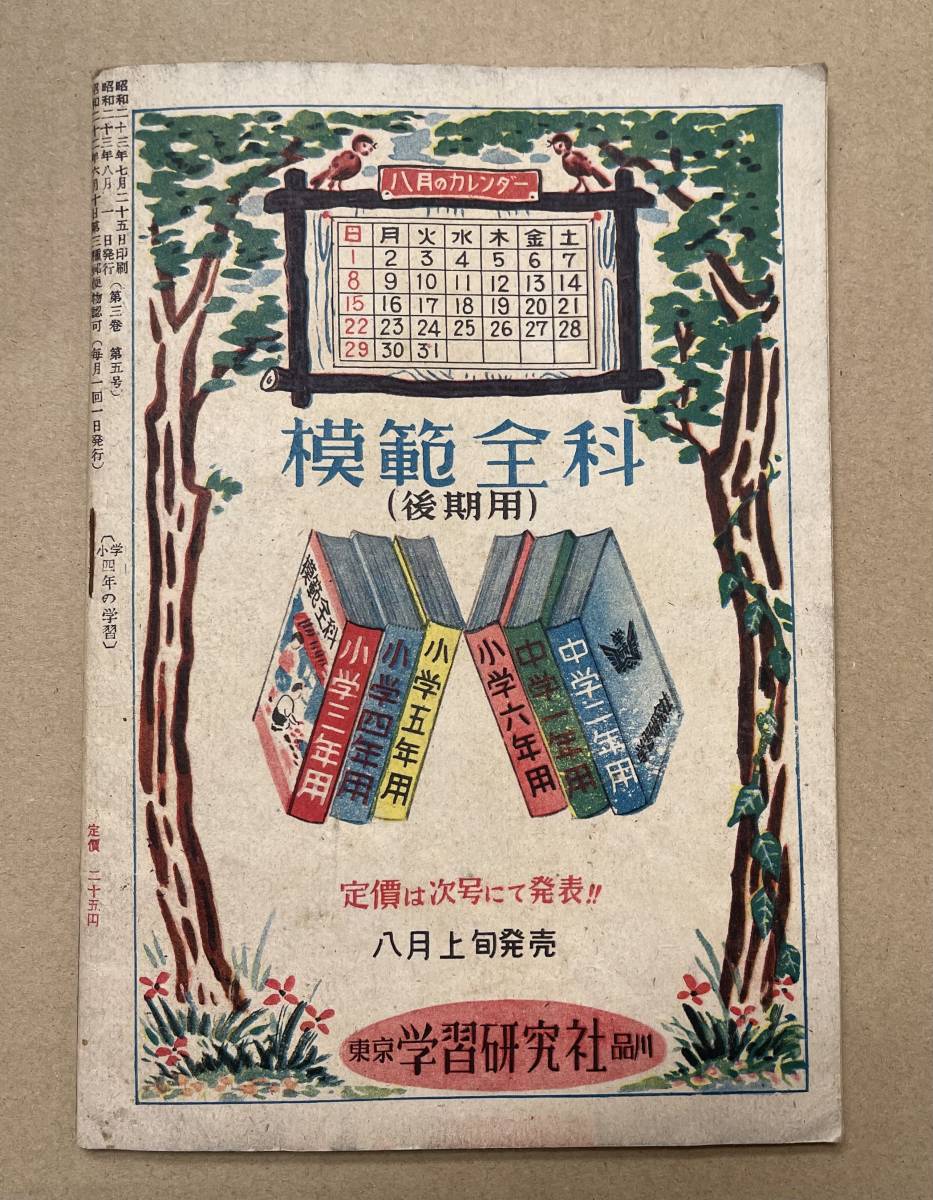 昭和二十三年七月二十五日印刷
昭和二十三年八月一日発行(第三巻 第五号)
昭和二十二年六月十日第三種郵便物認可(毎月一回一日発行)
〔小学四年の学習〕
定價 二十五円
八月のカレンダー
日 月 火 水 木 金 土
1 2 3 4 5 6 7
8 9 10 11 12 13 14
15 16 17 18 19 20 21
22 23 24 25 26 27 28
29 30 31
模範全科
(後期用)
模範全科
小学三年用
小学四年用
小学五年用
小学六年用
中学一年用
中学二年用
定價は次号にて発表!!
八月上旬発売
東京 学習研究社 品川